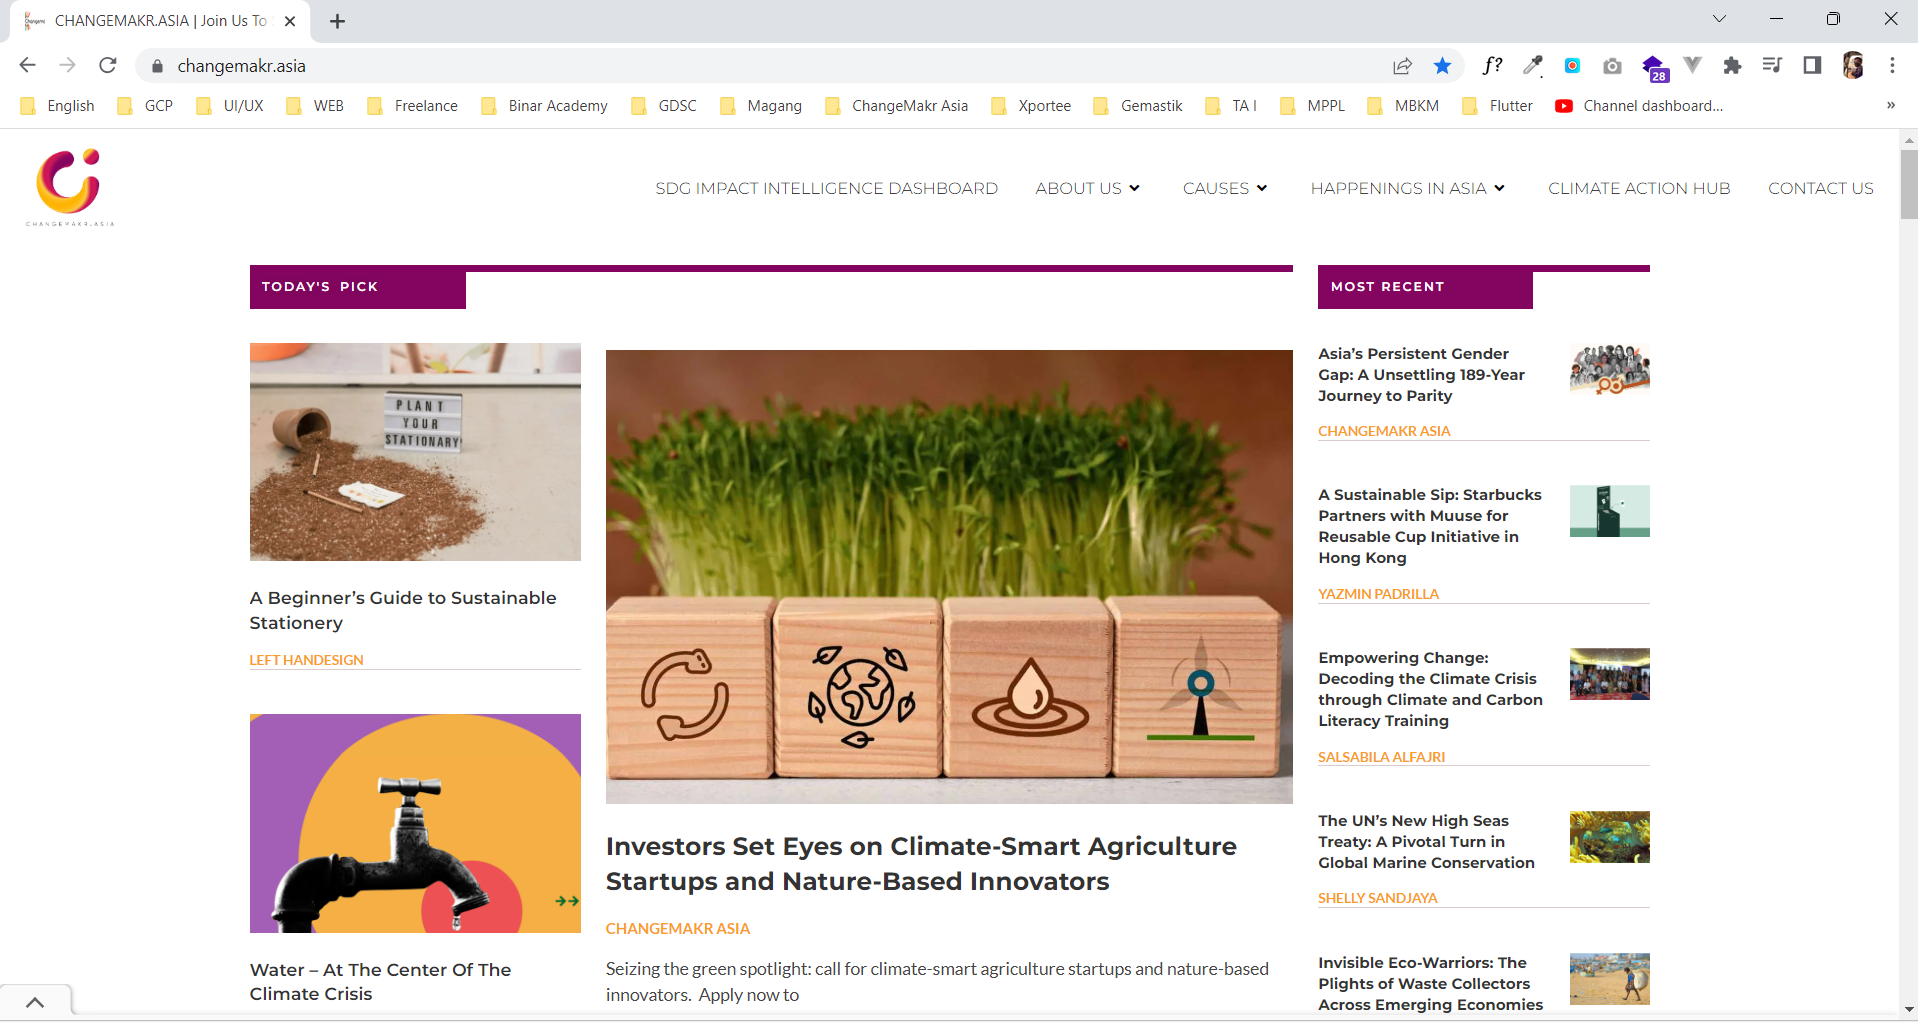 CHANGEMAKR.ASIA | Join Us To
changemakr.asia
28
English
GCP
UI/UX
WEB
Freelance
Binar Academy
GDSC
Magang
ChangeMakr Asia
Xportee
Gemastik
TA I
MPPL
MBKM
Flutter
Channel dashboard...
»
CHANGEMAKR.ASIA
SDG IMPACT INTELLIGENCE DASHBOARD
ABOUT US
CAUSES
HAPPENINGS IN ASIA
CLIMATE ACTION HUB
CONTACT US
TODAY'S PICK
PLANT
YOUR
STATIONARY
A Beginner’s Guide to Sustainable
Stationery
LEFT HANDESIGN
Water – At The Center Of The
Climate Crisis
Investors Set Eyes on Climate-Smart Agriculture
Startups and Nature-Based Innovators
CHANGEMAKR ASIA
Seizing the green spotlight: call for climate-smart agriculture startups and nature-based
innovators. Apply now to
MOST RECENT
Asia’s Persistent Gender
Gap: A Unsettling 189-Year
Journey to Parity
CHANGEMAKR ASIA
A Sustainable Sip: Starbucks
Partners with Muuse for
Reusable Cup Initiative in
Hong Kong
YAZMIN PADRILLA
Empowering Change:
Decoding the Climate Crisis
through Climate and Carbon
Literacy Training
SALSABILA ALFAJRI
The UN’s New High Seas
Treaty: A Pivotal Turn in
Global Marine Conservation
SHELLY SANDJAYA
Invisible Eco-Warriors: The
Plights of Waste Collectors
Across Emerging Economies